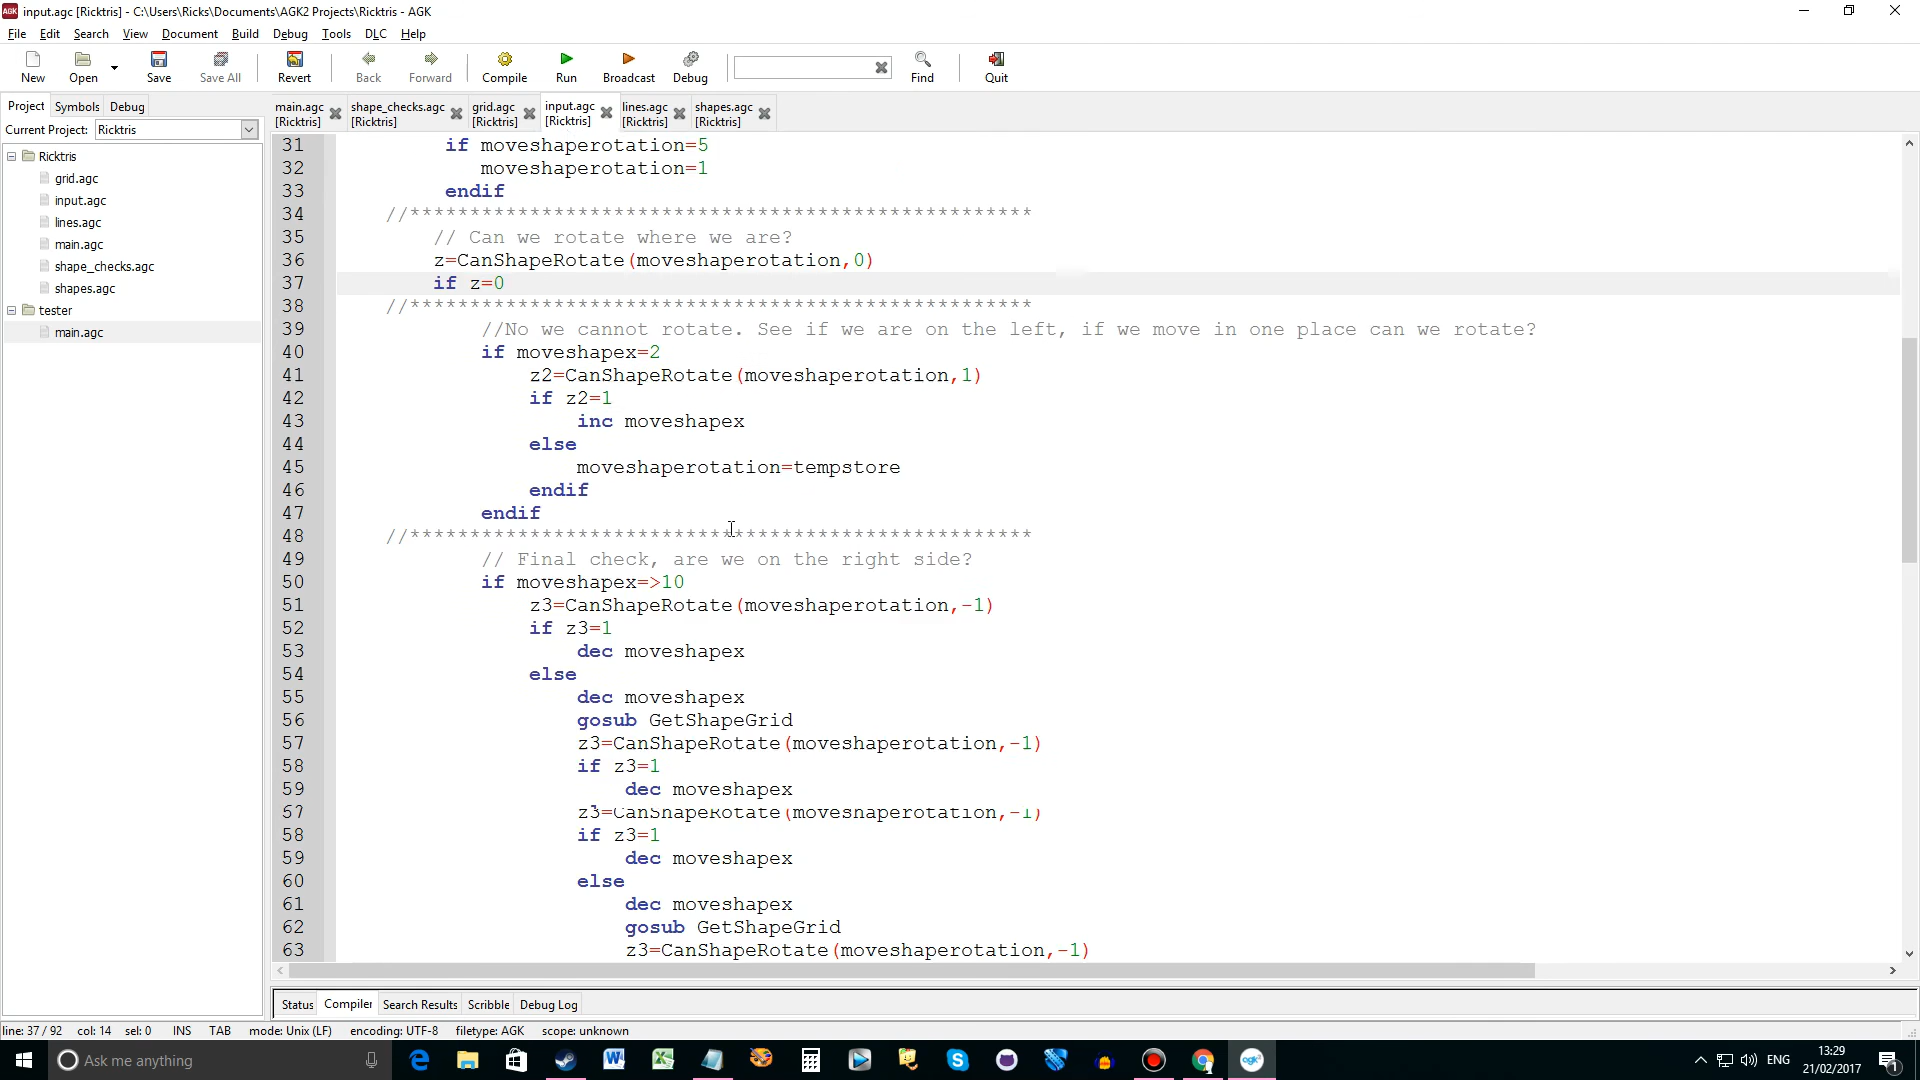 input.agc [Ricktris] - C:\Users\Ricks\Documents\AGK2 Projects\Ricktris - AGK
File Edit Search View Document Build Debug Tools DLC Help
New Open Save Save All Revert Back Forward Compile Run Broadcast Debug Find Quit
Project Symbols Debug
main.agc [Ricktris]
shape_checks.agc [Ricktris]
grid.agc [Ricktris]
input.agc [Ricktris]
lines.agc [Ricktris]
shapes.agc [Ricktris]
Current Project: Ricktris
Ricktris
grid.agc
input.agc
lines.agc
main.agc
shape_checks.agc
shapes.agc
tester
main.agc
31 if moveshaperotation=5
32 moveshaperotation=1
33 endif
34 //****************************************************
35 // Can we rotate where we are?
36 z=CanShapeRotate(moveshaperotation,0)
37 if z=0
38 //****************************************************
39 //No we cannot rotate. See if we are on the left, if we move in one place can we rotate?
40 if moveshapex=2
41 z2=CanShapeRotate(moveshaperotation,1)
42 if z2=1
43 inc moveshapex
44 else
45 moveshaperotation=tempstore
46 endif
47 endif
48 //****************************************************
49 // Final check, are we on the right side?
50 if moveshapex=>10
51 z3=CanShapeRotate(moveshaperotation,-1)
52 if z3=1
53 dec moveshapex
54 else
55 dec moveshapex
56 gosub GetShapeGrid
57 z3=CanShapeRotate(moveshaperotation,-1)
58 if z3=1
59 dec moveshapex
57 z3=CanShapeRotate(moveshaperotation,-1)
58 if z3=1
59 dec moveshapex
60 else
61 dec moveshapex
62 gosub GetShapeGrid
63 z3=CanShapeRotate(moveshaperotation,-1)
Status Compiler Search Results Scribble Debug Log
line: 37 / 92 col: 14 sel: 0 INS TAB mode: Unix (LF) encoding: UTF-8 filetype: AGK scope: unknown
Ask me anything
ENG
13:29
21/02/2017